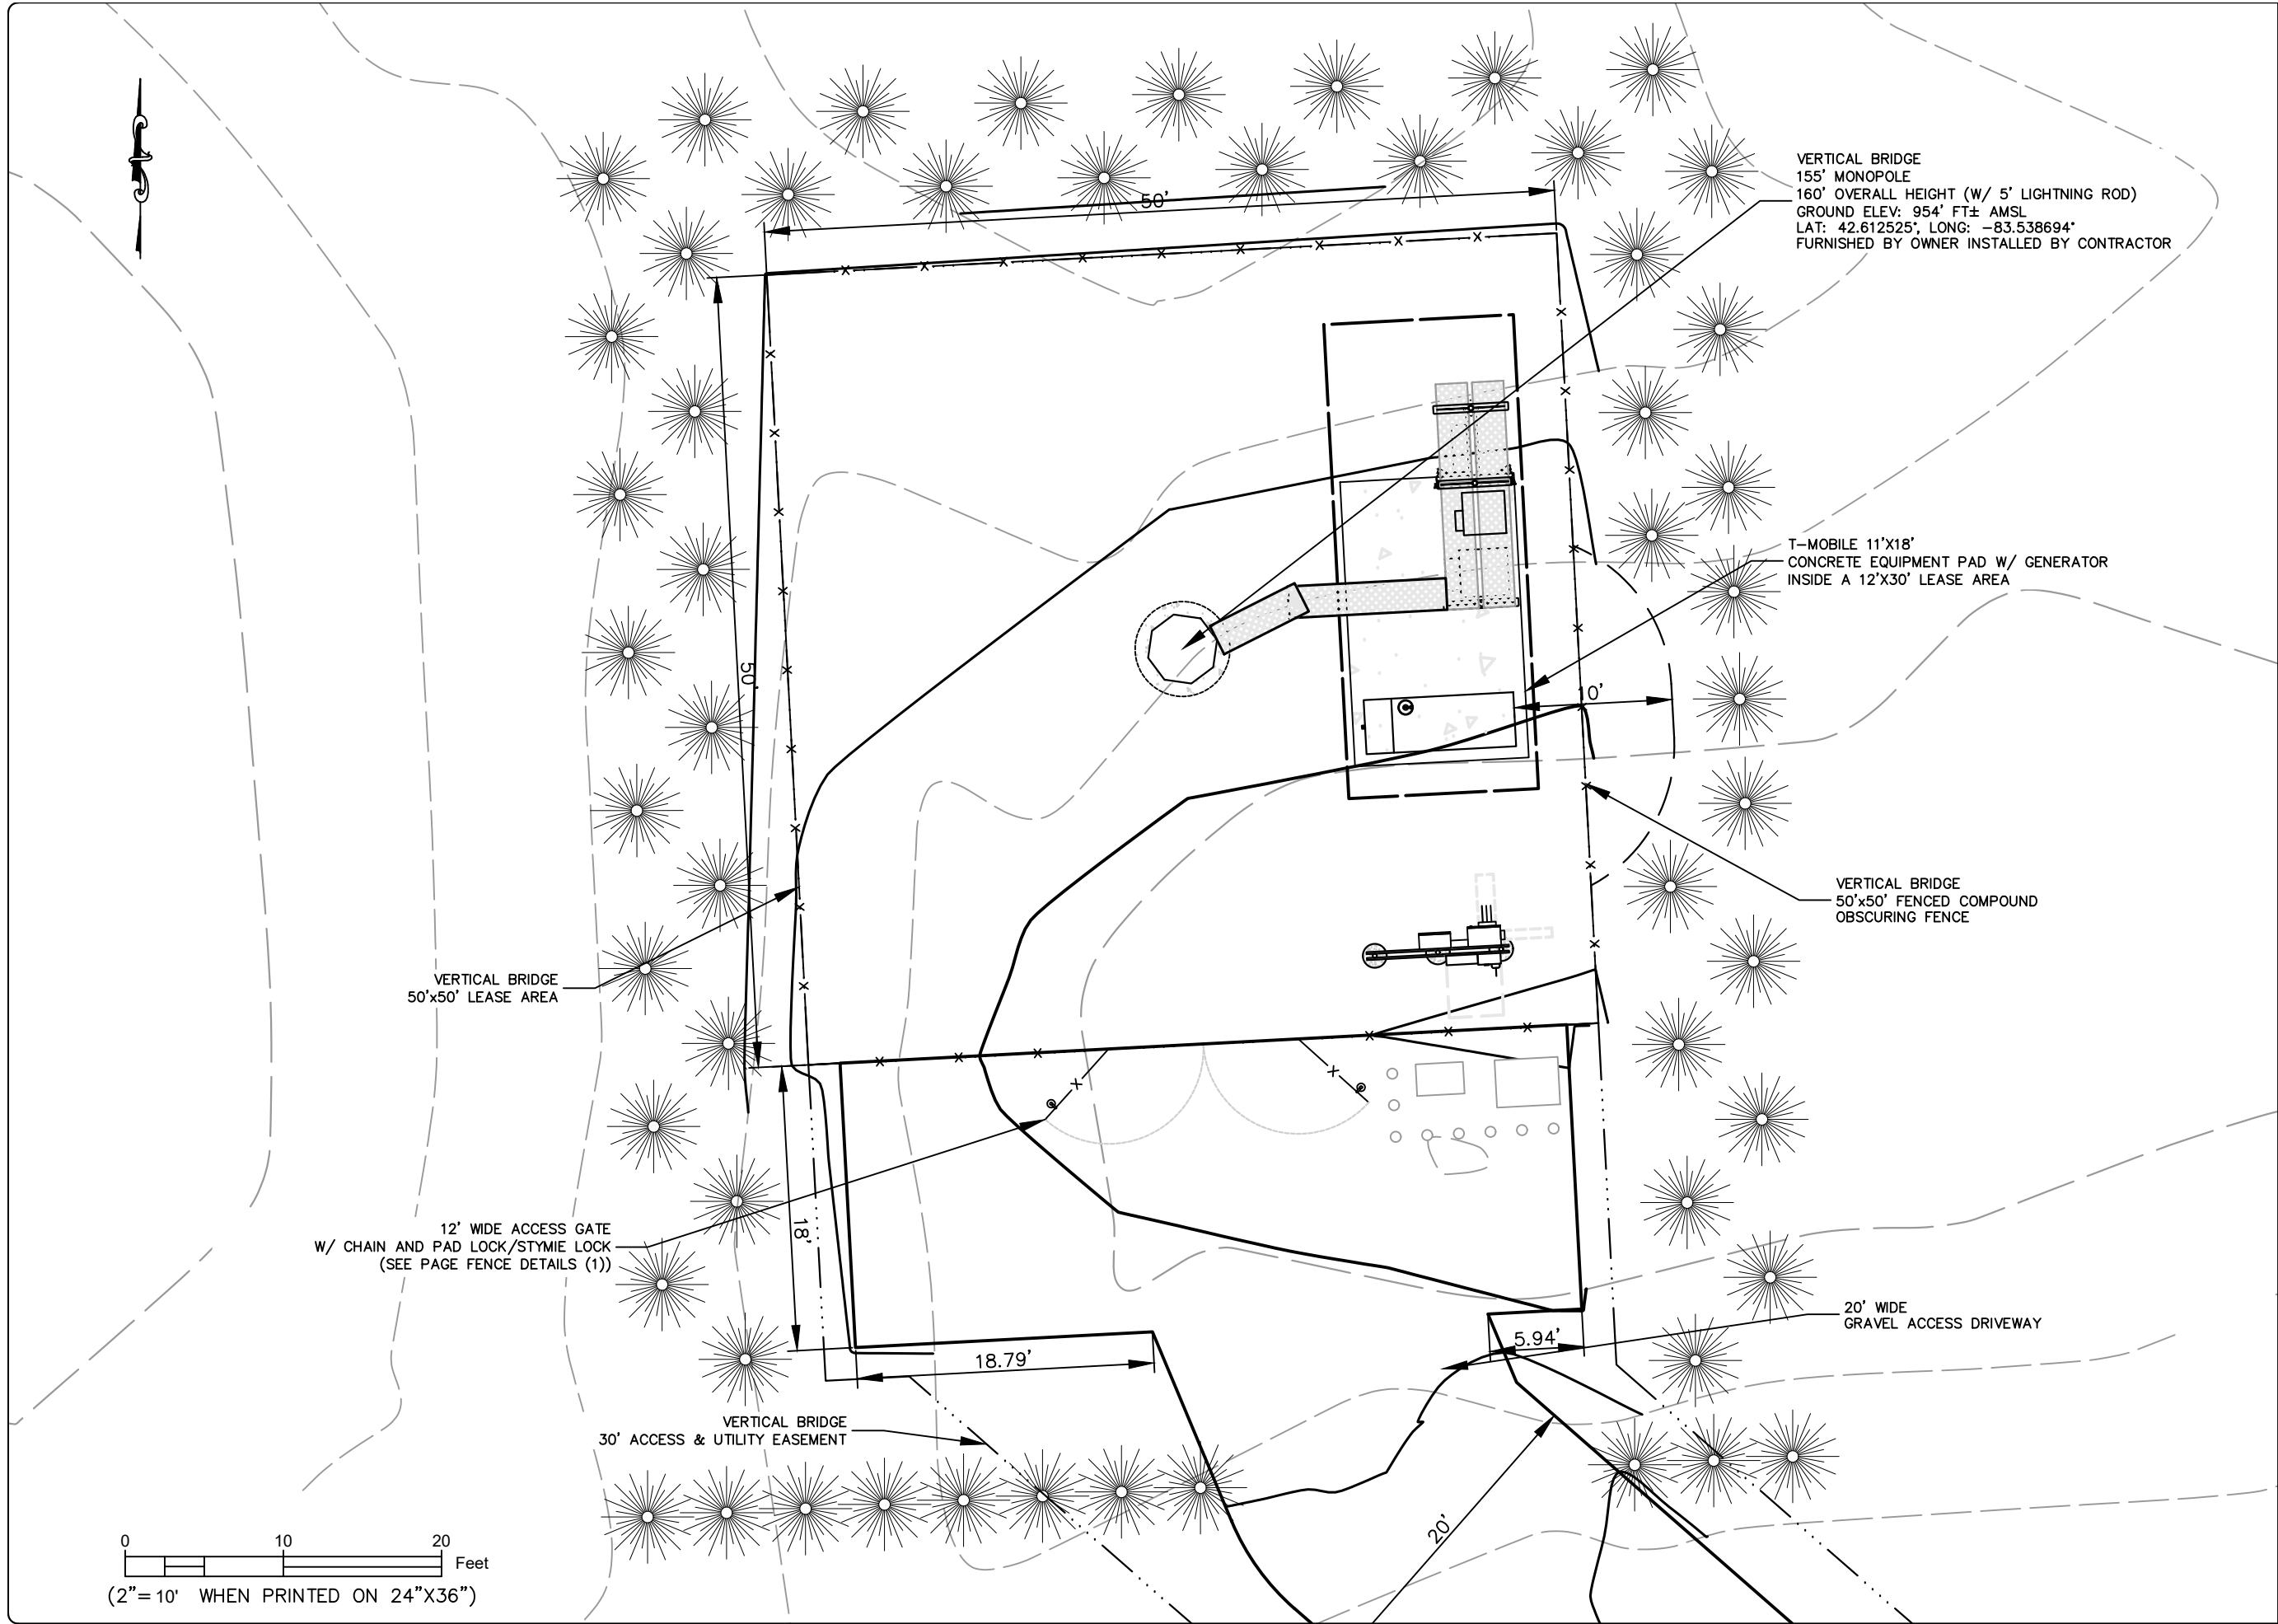 VERTICAL BRIDGE
155' MONOPOLE
160' OVERALL HEIGHT (W/ 5' LIGHTNING ROD)
GROUND ELEV: 954' FT± AMSL
LAT: 42.612525°, LONG: -83.538694°
FURNISHED BY OWNER INSTALLED BY CONTRACTOR
50'
T-MOBILE 11'X18'
CONCRETE EQUIPMENT PAD W/ GENERATOR
INSIDE A 12'X30' LEASE AREA
50'
10'
VERTICAL BRIDGE
50'x50' FENCED COMPOUND
OBSCURING FENCE
VERTICAL BRIDGE
50'x50' LEASE AREA
12' WIDE ACCESS GATE
W/ CHAIN AND PAD LOCK/STYMIE LOCK
(SEE PAGE FENCE DETAILS (1))
18'
20' WIDE
GRAVEL ACCESS DRIVEWAY
5.94'
18.79'
VERTICAL BRIDGE
30' ACCESS & UTILITY EASEMENT
20'
0 10 20
Feet
(2"=10' WHEN PRINTED ON 24"X36")